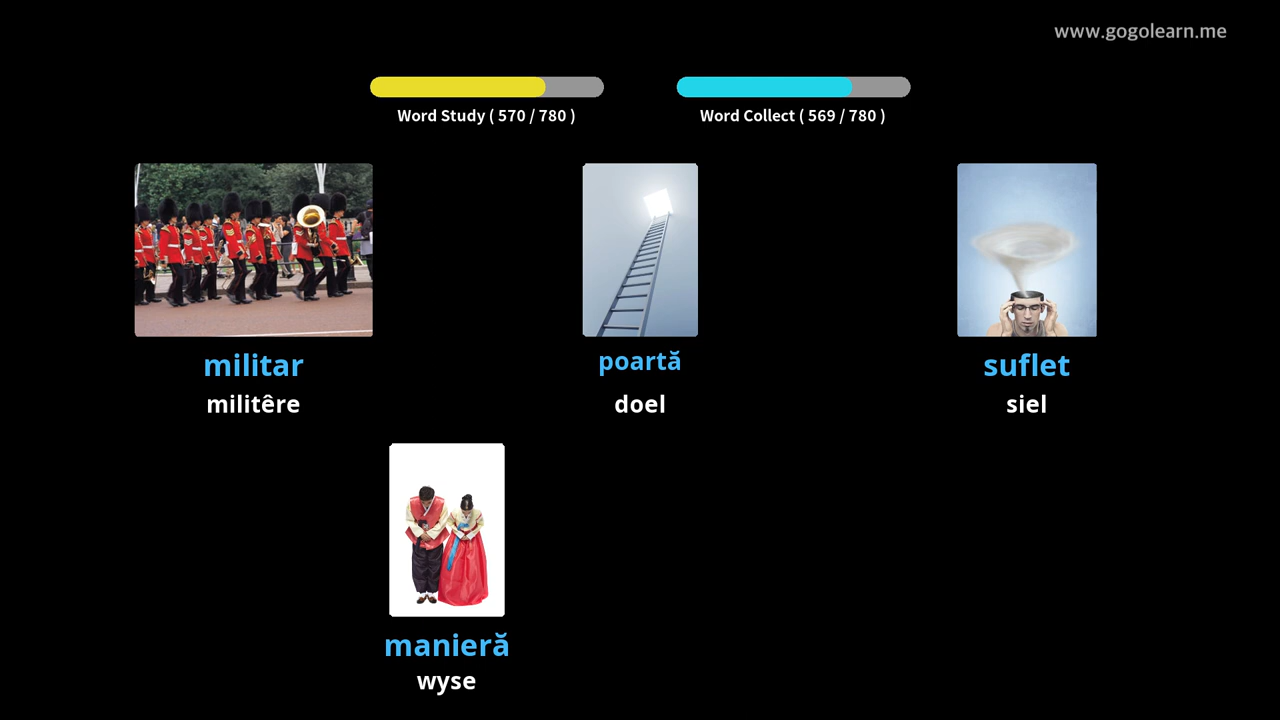 www.gogolearn.me
Word Study ( 570 / 780 )
Word Collect ( 569 / 780 )
militar
militêre
poartă
doel
suflet
siel
manieră
wyse